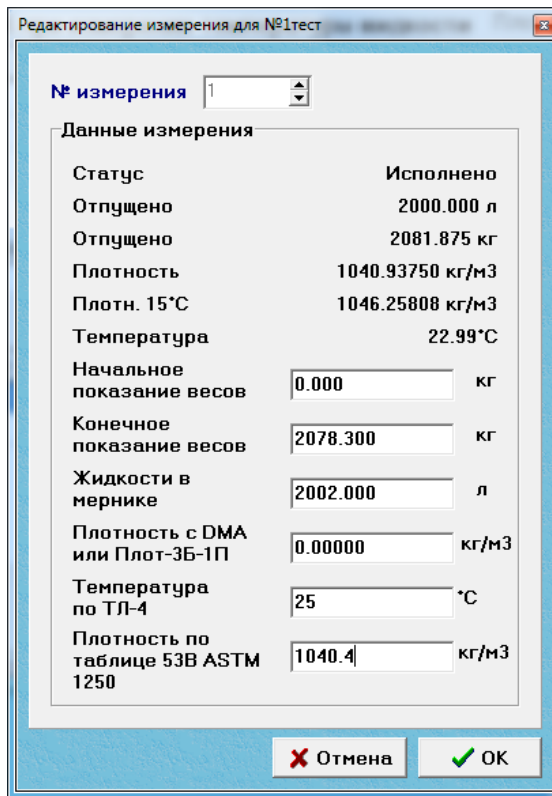 Редактирование измерения для №1тест
№ измерения 1
Данные измерения
Статус Исполнено
Отпущено 2000.000 л
Отпущено 2081.875 кг
Плотность 1040.93750 кг/м3
Плотн. 15*С 1046.25808 кг/м3
Температура 22.99*С
Начальное
показание весов 0.000 кг
Конечное
показание весов 2078.300 кг
Жидкости в
мернике 2002.000 л
Плотность с DMA
или Плот-3Б-1П 0.00000 кг/м3
Температура
по ТЛ-4 25 *С
Плотность по
таблице 53В ASTM 1040.4 кг/м3
1250
Отмена OK